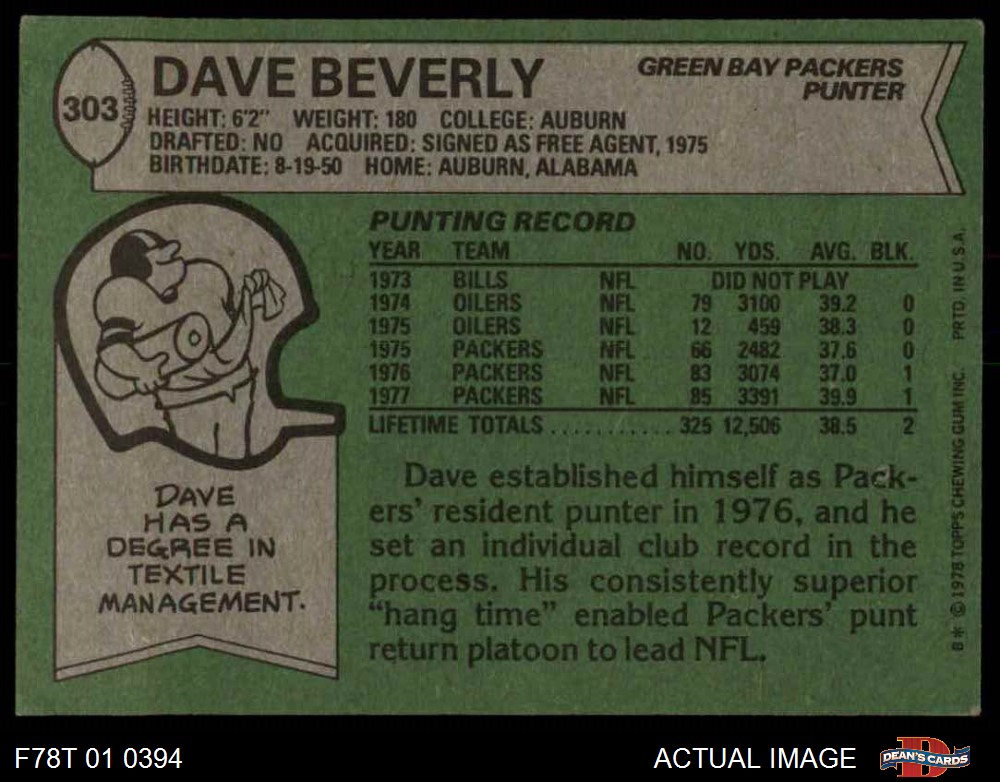 303
DAVE BEVERLY
GREEN BAY PACKERS
PUNTER
HEIGHT: 6'2" WEIGHT: 180 COLLEGE: AUBURN
DRAFTED: NO ACQUIRED: SIGNED AS FREE AGENT, 1975
BIRTHDATE: 8-19-50 HOME: AUBURN, ALABAMA
PUNTING RECORD
YEAR TEAM NO. YDS. AVG. BLK.
1973 BILLS NFL DID NOT PLAY
1974 OILERS NFL 79 3100 39.2 0
1975 OILERS NFL 12 459 38.3 0
1975 PACKERS NFL 66 2482 37.6 0
1976 PACKERS NFL 83 3074 37.0 1
1977 PACKERS NFL 85 3391 39.9 1
LIFETIME TOTALS ........... 325 12,506 38.5 2
DAVE
HAS A
DEGREE IN
TEXTILE
MANAGEMENT.
Dave established himself as Pack-
ers' resident punter in 1976, and he
set an individual club record in the
process. His consistently superior
"hang time" enabled Packers' punt
return platoon to lead NFL.
B* © 1978 TOPPS CHEWING GUM INC. PRTD. IN U.S.A.
F78T 01 0394
ACTUAL IMAGE
DEAN'S CARDS